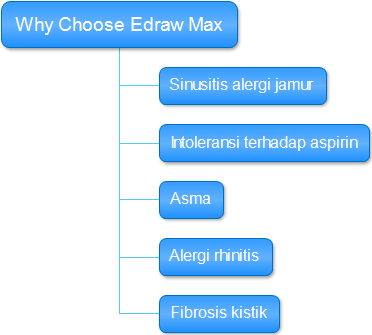 Why Choose Edraw Max
Sinusitis alergi jamur
Intoleransi terhadap aspirin
Asma
Alergi rhinitis
Fibrosis kistik